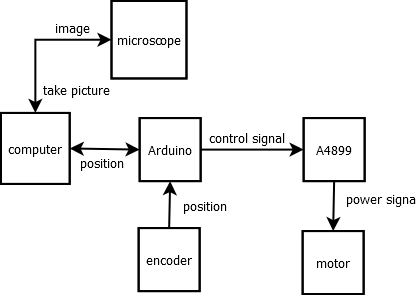 image
microscope
take picture
computer
position
Arduino
control signal
A4899
position
power signa
encoder
motor